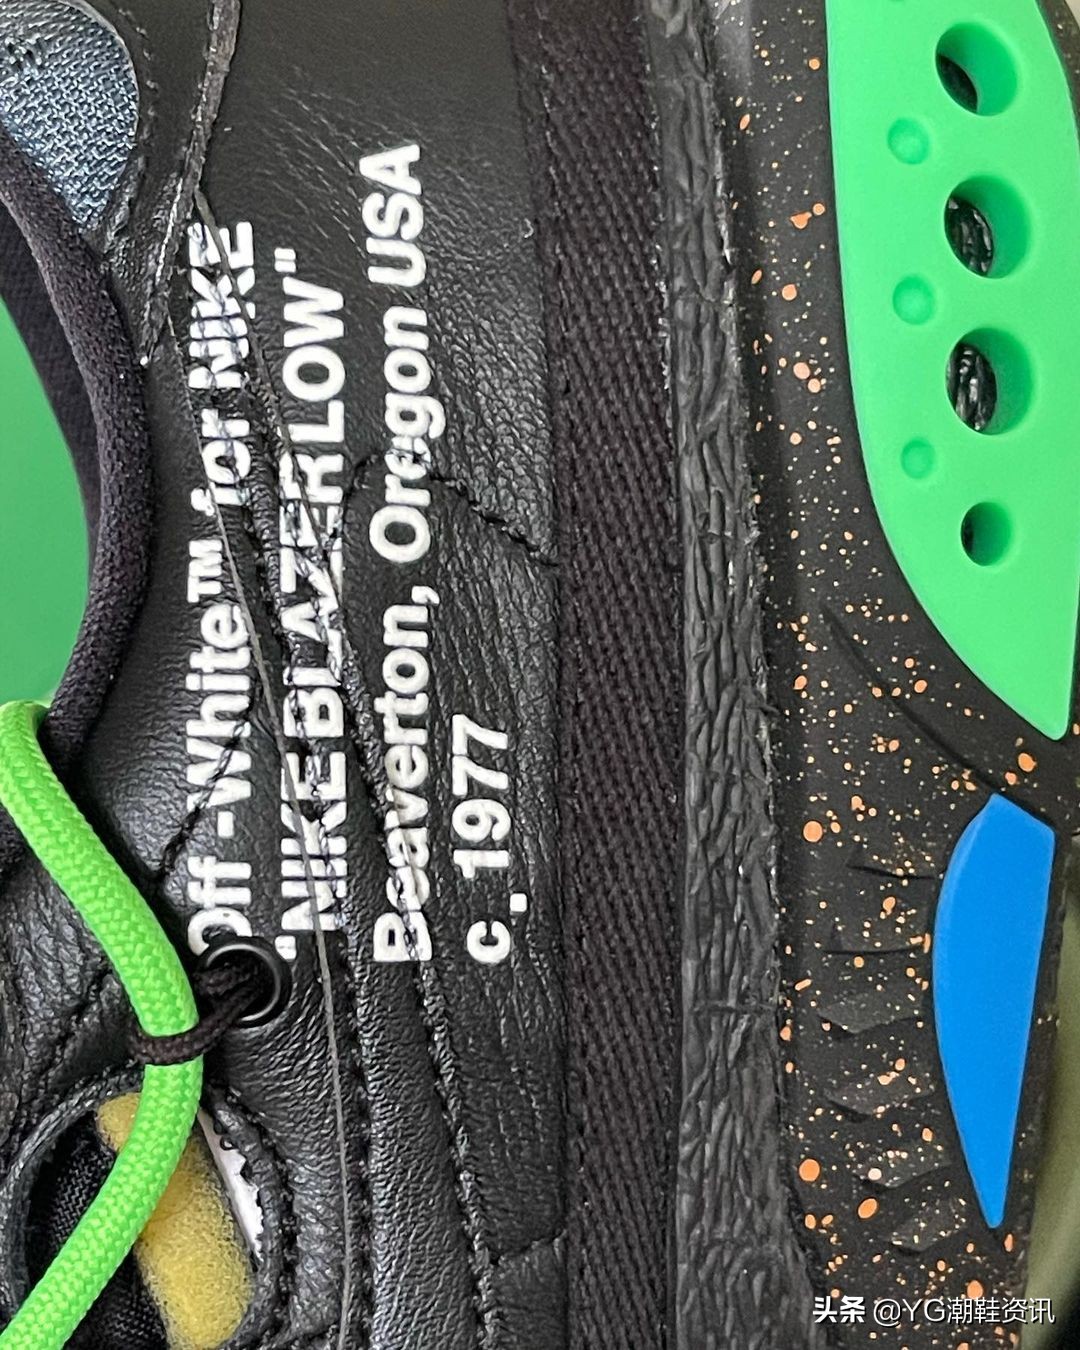 Off-White™ for NIKE
"NIKE BLAZER LOW"
Beaverton, Oregon USA
c. 1977
头条 @YG潮鞋资讯